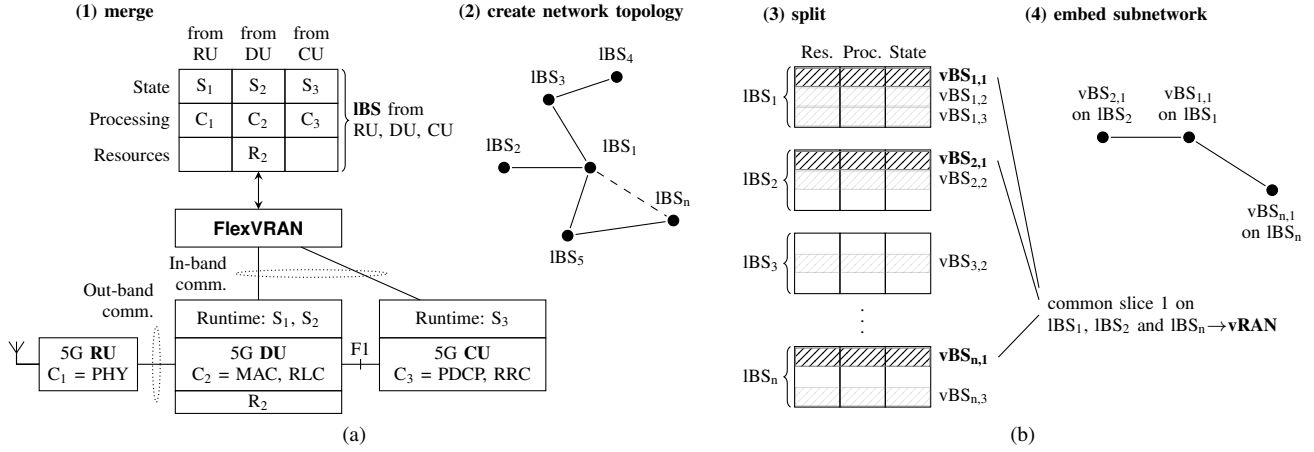 (1) merge
from RU
from DU
from CU
State S1 S2 S3
Processing C1 C2 C3
Resources R2
lBS from
RU, DU, CU
FlexVRAN
In-band
comm.
Out-band
comm.
Runtime: S1, S2
Runtime: S3
5G RU
C1 = PHY
5G DU
C2 = MAC, RLC
F1
5G CU
C3 = PDCP, RRC
R2
(2) create network topology
lBS4
lBS3
lBS2
lBS1
lBSn
lBS5
(a)
(3) split
Res. Proc. State
lBS1
vBS1,1
vBS1,2
vBS1,3
lBS2
vBS2,1
vBS2,2
lBS3
vBS3,2
lBSn
vBSn,1
vBSn,3
(4) embed subnetwork
vBS2,1
on lBS2
vBS1,1
on lBS1
vBSn,1
on lBSn
common slice 1 on
lBS1, lBS2 and lBSn→vRAN
(b)